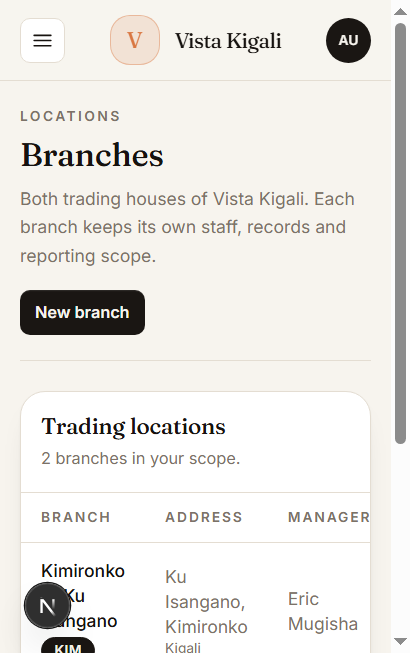 V
Vista Kigali
AU
LOCATIONS
Branches
Both trading houses of Vista Kigali. Each
branch keeps its own staff, records and
reporting scope.
New branch
Trading locations
2 branches in your scope.
BRANCH ADDRESS MANAGER
Kimironko
Ku
KIM
Ku
Isangano,
Kimironko
Kigali
Eric
Mugisha
N